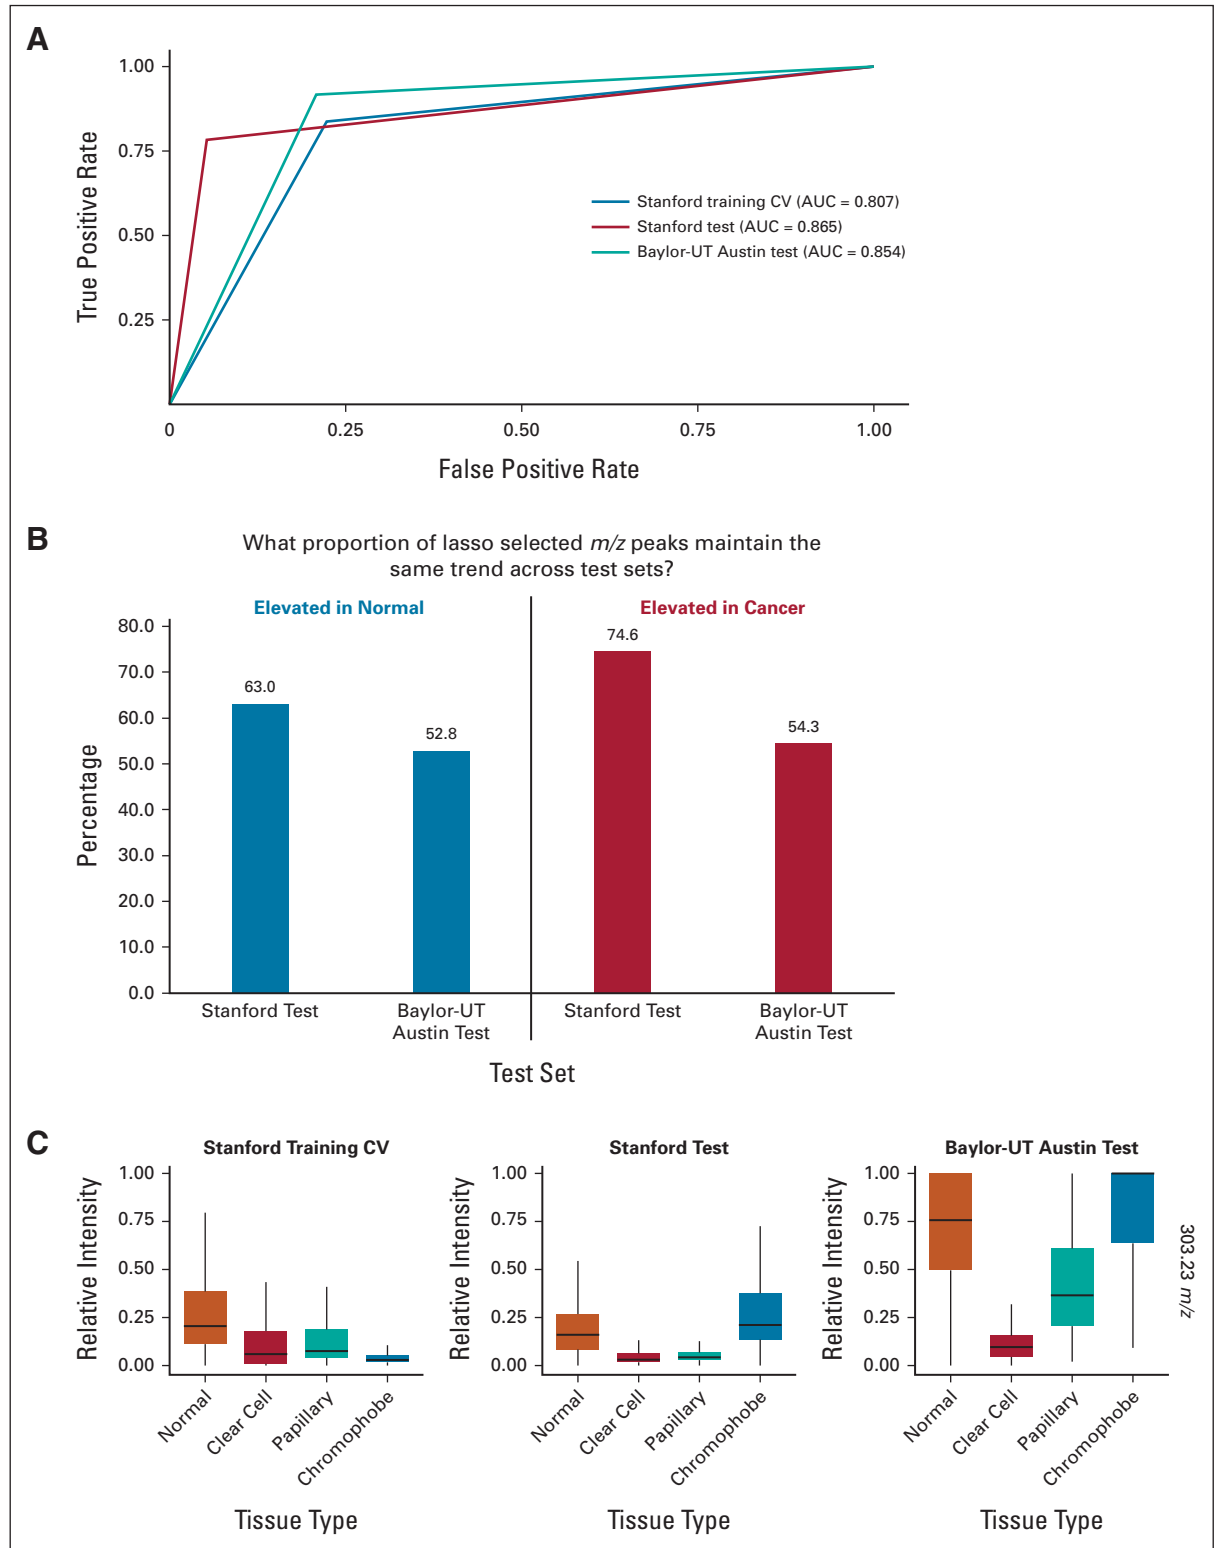 A
1.00
0.75
0.50
0.25
True Positive Rate
Stanford training CV (AUC = 0.807)
Stanford test (AUC = 0.865)
Baylor-UT Austin test (AUC = 0.854)
0
0.25
0.50
0.75
1.00
False Positive Rate
B
What proportion of lasso selected m/z peaks maintain the
same trend across test sets?
Elevated in Normal
Elevated in Cancer
80.0
70.0
60.0
50.0
40.0
30.0
20.0
10.0
0.0
Percentage
63.0
52.8
74.6
54.3
Stanford Test
Baylor-UT
Austin Test
Stanford Test
Baylor-UT
Austin Test
Test Set
C
Stanford Training CV
1.00
0.75
0.50
0.25
0.00
Relative Intensity
Normal
Clear Cell
Papillary
Chromophobe
Tissue Type
Stanford Test
1.00
0.75
0.50
0.25
0.00
Relative Intensity
Normal
Clear Cell
Papillary
Chromophobe
Tissue Type
Baylor-UT Austin Test
1.00
0.75
0.50
0.25
0.00
Relative Intensity
Normal
Clear Cell
Papillary
Chromophobe
Tissue Type
303.23 m/z